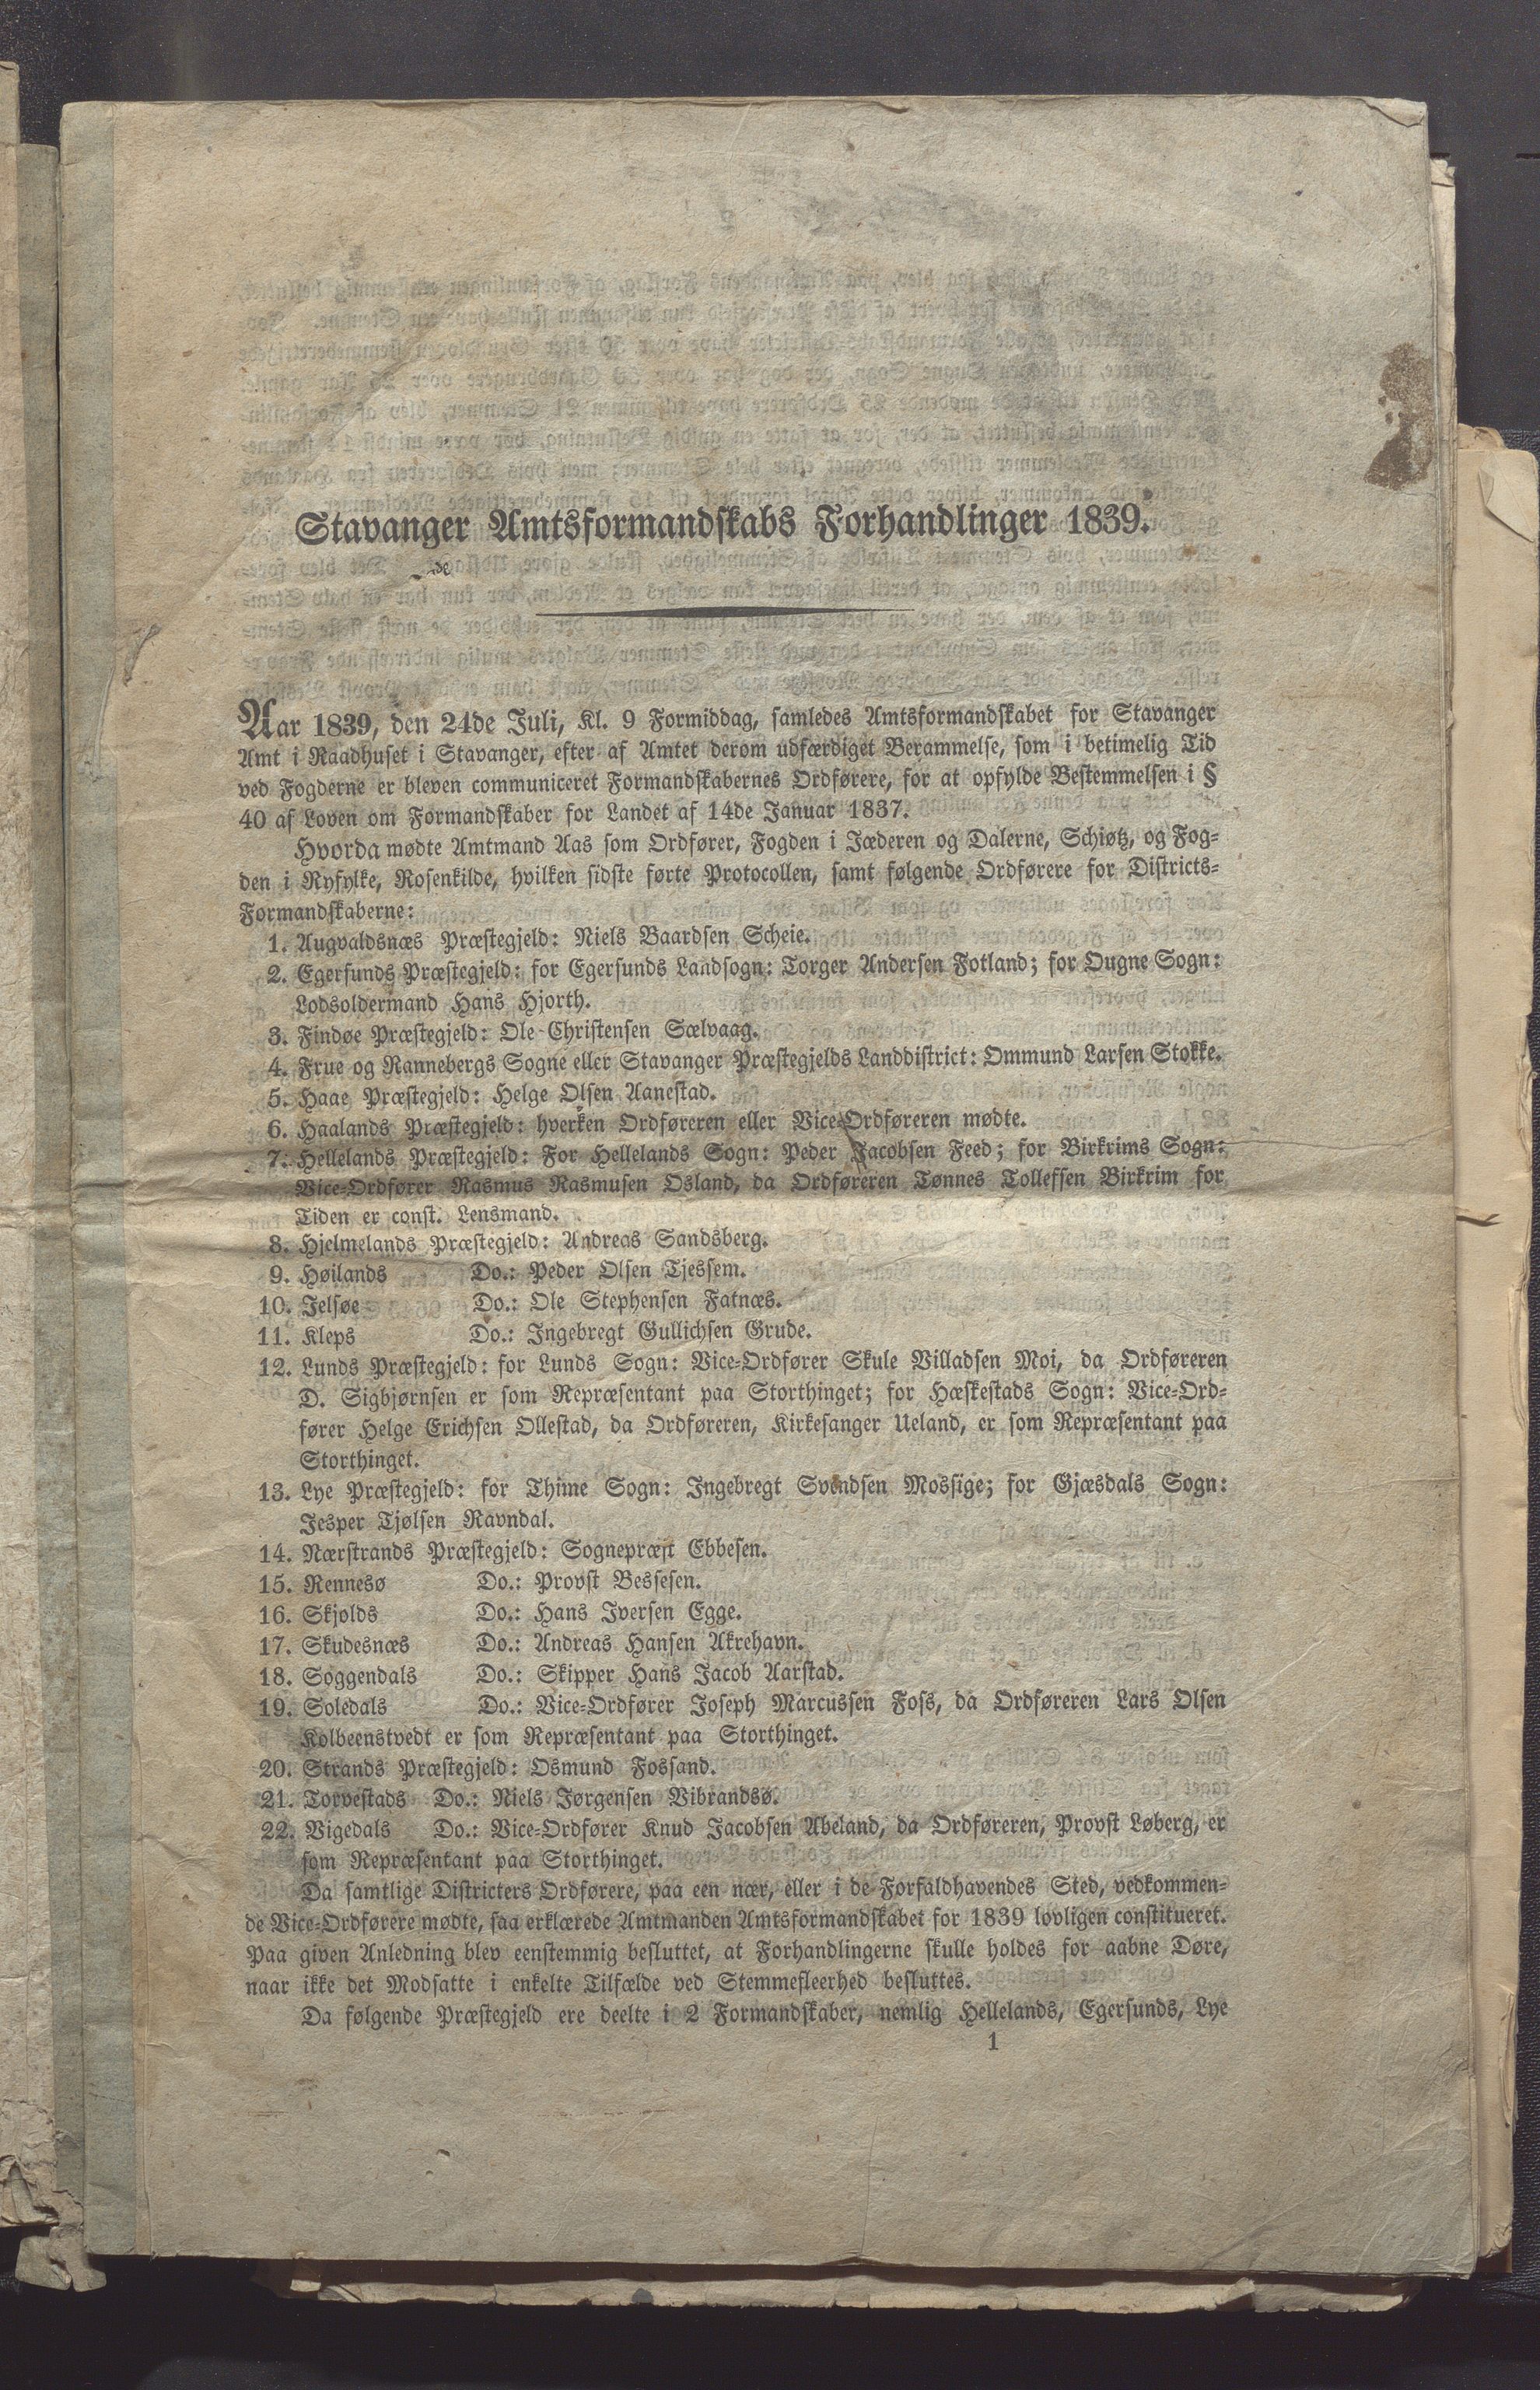 Stavanger Amtsformandskabs Forhandlinger 1839.
Aar 1839, den 24de Juli, Kl. 9 Formiddag, samledes Amtsformandskabet for Stavanger
Amt i Raadhuset i Stavanger, efter af Amtet derom udfærdiget Berammelse, som i betimelig Tid
ved Fogderne er bleven communiceret Formandskabernes Ordførere, for at opfylde Bestemmelsen i §
40 af Loven om Formandskaber for Landet af 14de Januar 1837.
Hvorda mødte Amtmand Aas som Ordfører, Fogden i Jæderen og Dalerne, Schiøtz, og Fog-
den i Ryfylke, Rosenkilde, hvilken sidste førte Protocollen, samt følgende Ordførere for Districts-
Formandskaberne:
1. Augvaldsnæs Præstegjeld: Niels Baardsen Scheie.
2. Egersunds Præstegjeld: for Egersunds Landsogn: Torger Andersen Fotland; for Ougne Sogn:
Lodsoldermand Hans Hjorth.
3. Findøe Præstegjeld: Ole Christensen Sælvaag.
4. Frue og Rannebergs Sogne eller Stavanger Præstegjelds Landdistrict: Ommund Larsen Stokke.
5. Haae Præstegjeld: Helge Olsen Aanestad.
6. Haalands Præstegjeld: hverken Ordføreren eller Vice-Ordføreren mødte.
7. Hellelands Præstegjeld: For Hellelands Sogn: Peder Jacobsen Feed; for Birkrims Sogn:
Vice-Ordfører Rasmus Rasmusen Osland, da Ordføreren Tønnes Tollefsen Birkrim for
Tiden er const. Lensmand.
8. Hjelmelands Præstegjeld: Andreas Sandsberg.
9. Høilands Do.: Peder Olsen Tjessem.
10. Jelsøe Do.: Ole Stephensen Fatnæs.
11. Kleps Do.: Ingebregt Gullichsen Grude.
12. Lunds Præstegjeld: for Lunds Sogn: Vice-Ordfører Skule Villadsen Moi, da Ordføreren
D. Sigbjørnsen er som Repræsentant paa Storthinget; for Hæskestads Sogn: Vice-Ord-
fører Helge Erichsen Ollestad, da Ordføreren, Kirkesanger Ueland, er som Repræsentant paa
Storthinget.
13. Lye Præstegjeld: for Thime Sogn: Ingebregt Svendsen Mossige; for Gjæsdals Sogn:
Jesper Tjølsen Ravndal.
14. Nærstrands Præstegjeld: Sognepræst Ebbesen.
15. Rennesø Do.: Provst Bessesen.
16. Skjolds Do.: Hans Iversen Egge.
17. Skudesnæs Do.: Andreas Hansen Akrehavn.
18. Soggendals Do.: Skipper Hans Jacob Aarstad.
19. Soledals Do.: Vice-Ordfører Joseph Marcussen Foss, da Ordføreren Lars Olsen
Kolbeenstvedt er som Repræsentant paa Storthinget.
20. Strands Præstegjeld: Osmund Fossand.
21. Torvestads Do.: Niels Jørgensen Vibrandsø.
22. Vigedals Do.: Vice-Ordfører Knud Jacobsen Abeland, da Ordføreren, Provst Løberg, er
som Repræsentant paa Storthinget.
Da samtlige Districters Ordførere, paa een nær, eller i de Forfaldhavendes Sted, vedkommen-
de Vice-Ordførere mødte, saa erklærede Amtmanden Amtsformandskabet for 1839 lovligen constitueret.
Paa given Anledning blev eenstemmig besluttet, at Forhandlingerne skulle holdes for aabne Døre,
naar ikke det Modsatte i enkelte Tilfælde ved Stemmefleerhed besluttes.
Da følgende Præstegjeld ere deelte i 2 Formandskaber, nemlig Hellelands, Egersunds, Lye
1